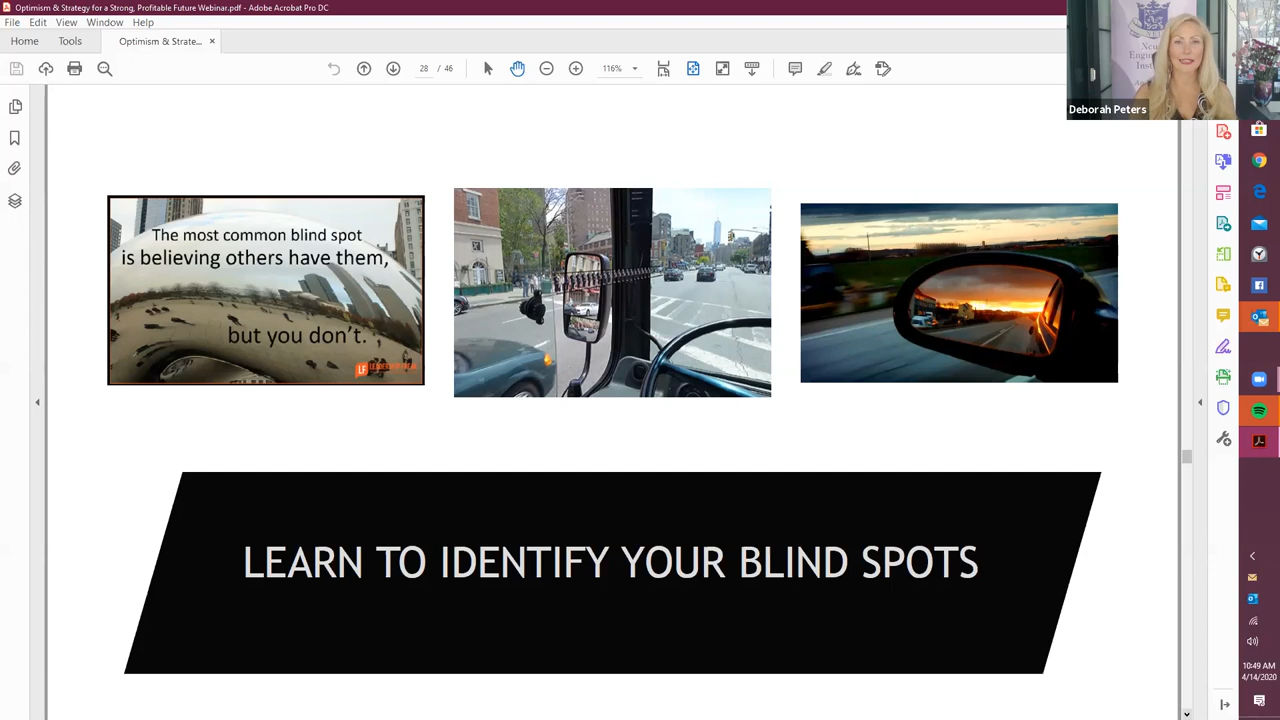 Optimism & Strategy for a Strong, Profitable Future Webinar.pdf - Adobe Acrobat Pro DC
File Edit View Window Help
Home Tools Optimism & Strate... ×
28 / 46 116%
Deborah Peters
The most common blind spot
is believing others have them,
but you don't.
LF
LEARN TO IDENTIFY YOUR BLIND SPOTS
10:49 AM
4/14/2020